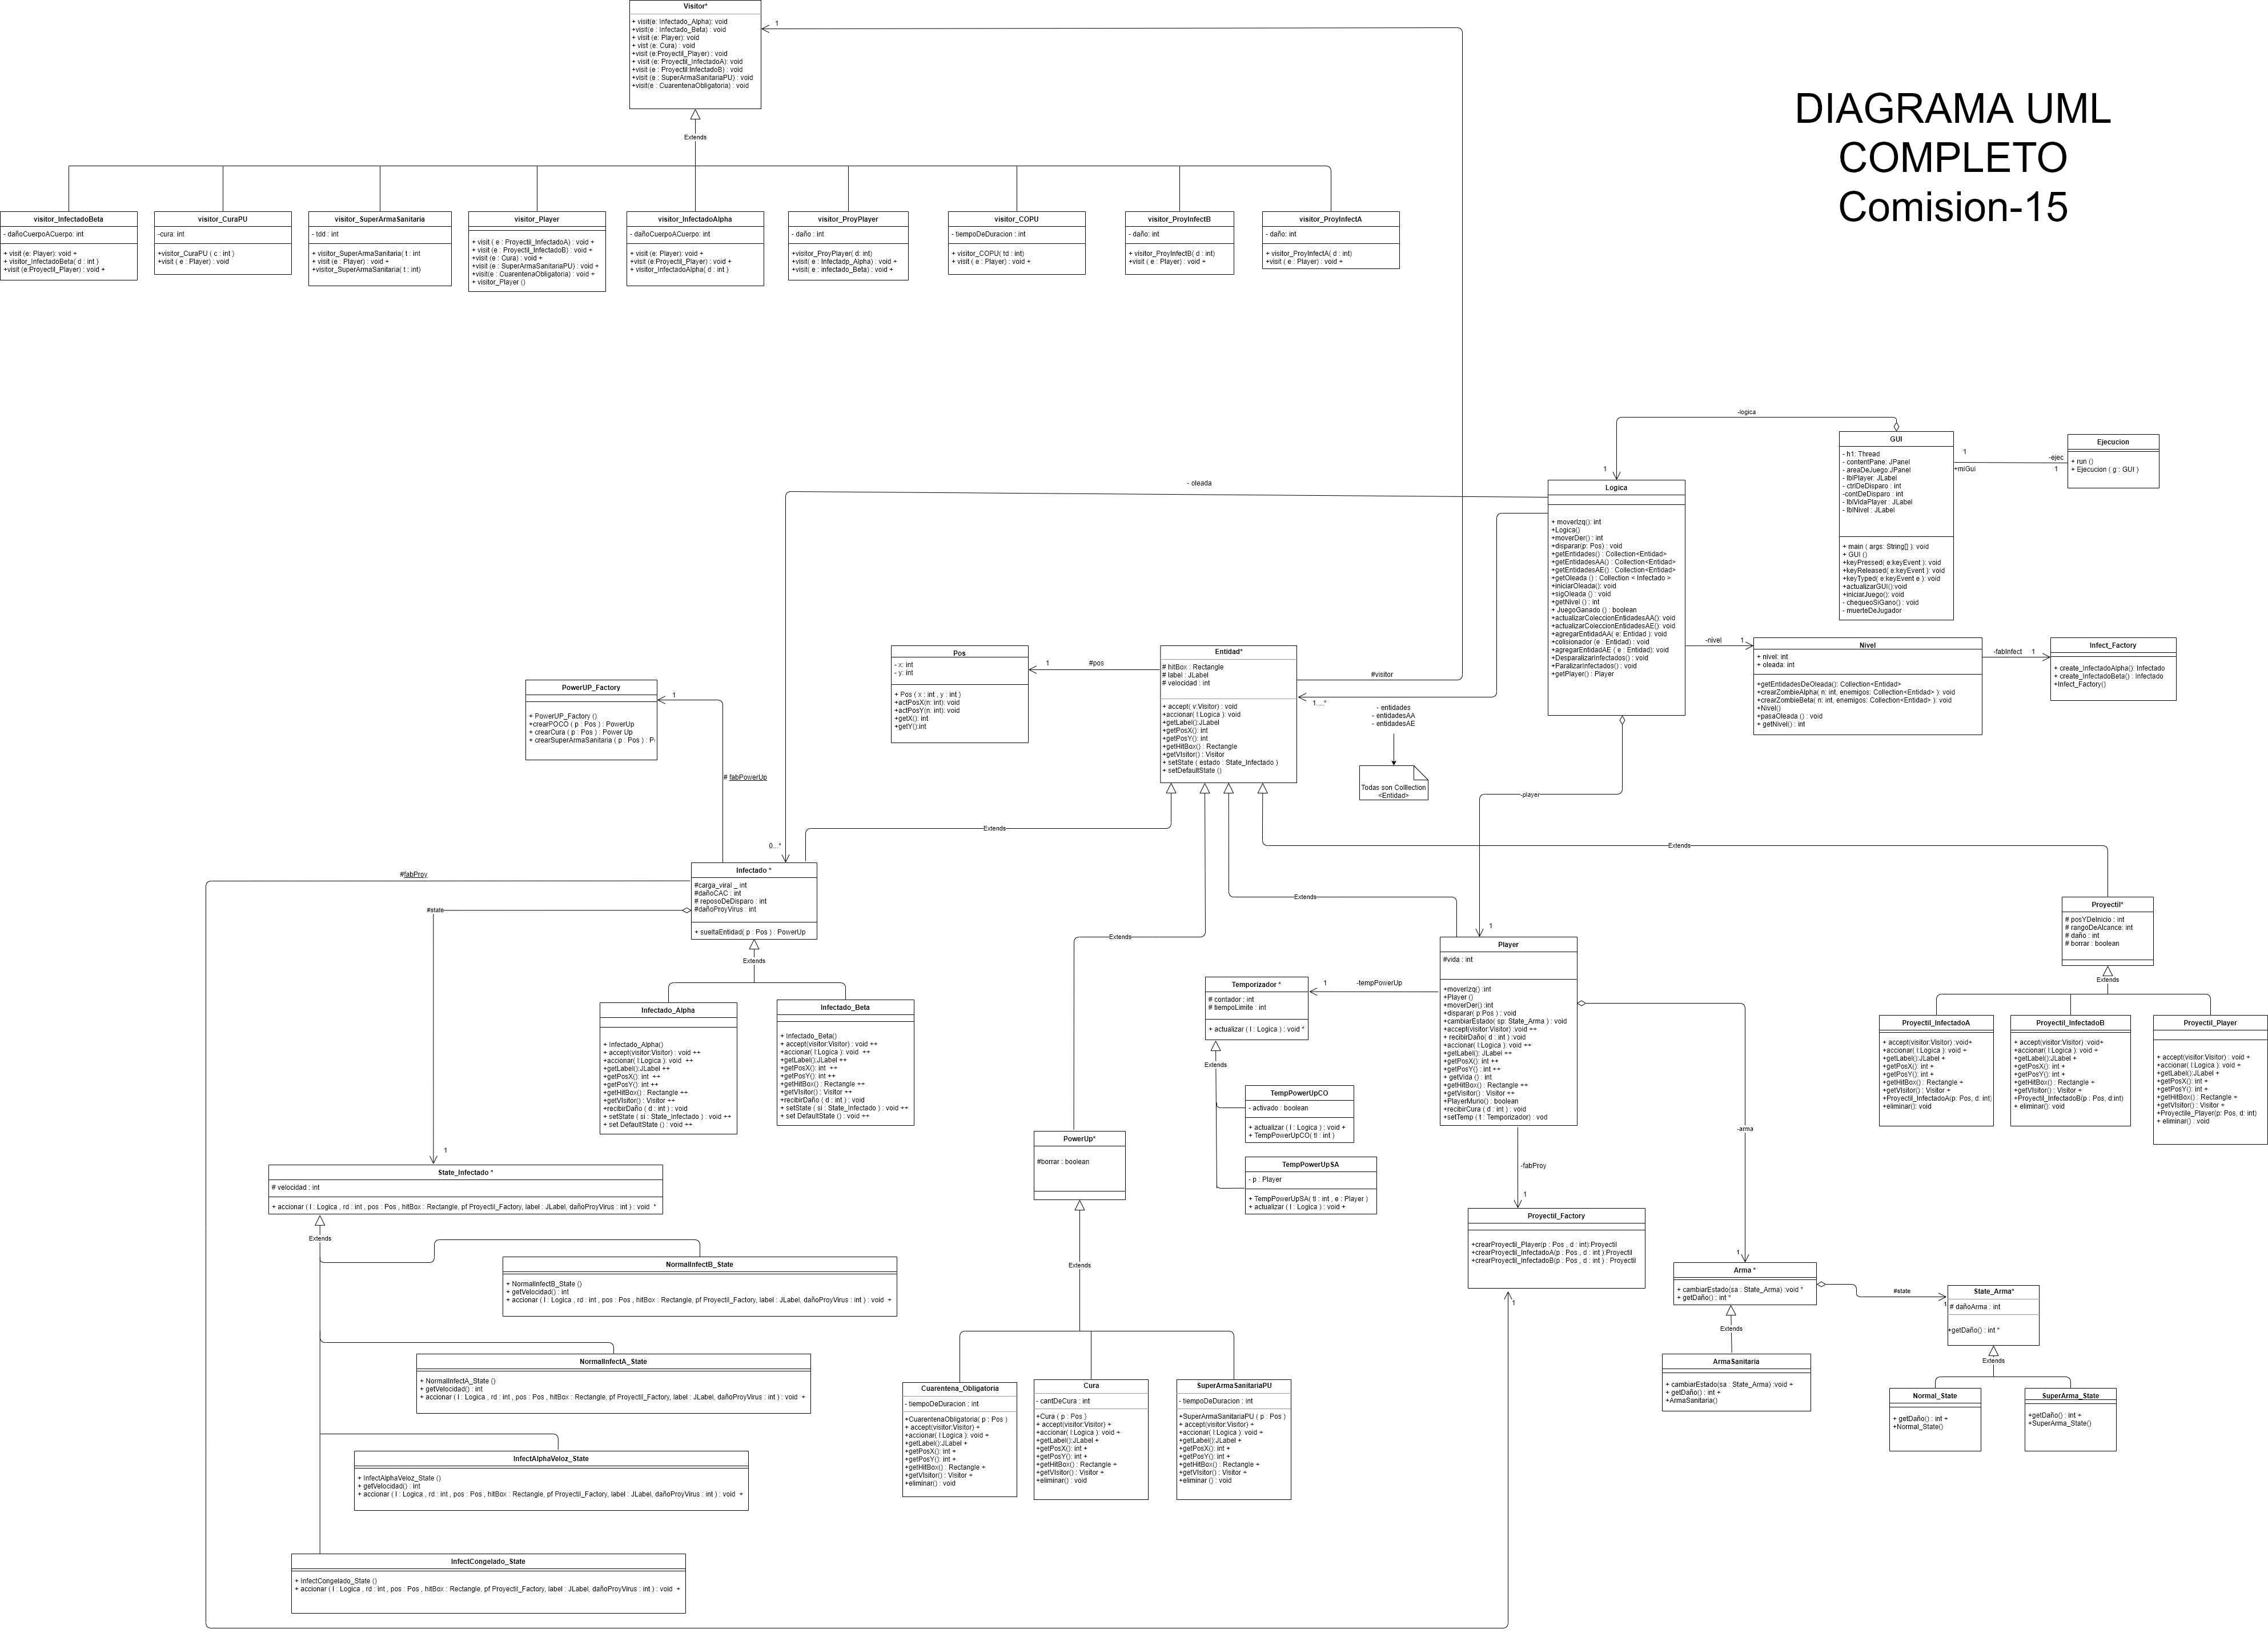 Visitor*
+ visit(e: Infectado_Alpha): void
+visit(e : Infectado_Beta) : void
+ visit (e: Player): void
+ vist (e: Cura) : void
+visit (e:Proyectil_Player) : void
+ visit (e: Proyectil_InfectadoA): void
+visit (e : Proyectil:InfectadoB) : void
+visit (e : SuperArmaSanitariaPU) : void
+visit(e : CuarentenaObligatoria) : void
Extends
DIAGRAMA UML
COMPLETO
Comision-15
visitor_InfectadoBeta
- dañoCuerpoACuerpo: int
+ visit (e: Player): void +
+ visitor_InfectadoBeta( d : int )
+visit (e:Proyectil_Player) : void +
visitor_CuraPU
-cura: int
+visitor_CuraPU ( c : int )
+visit ( e : Player) : void
visitor_SuperArmaSanitaria
- tdd : int
+ visitor_SuperArmaSanitaria( t : int
+ visit (e : Player) : void +
+visitor_SuperArmaSanitaria( t : int)
visitor_Player
+ visit ( e : Proyectil_InfectadoA) : void +
+ visit (e : Proyectil_InfectadoB) : void +
+visit (e : Cura) : void +
+visit (e : SuperArmaSanitariaPU) : void +
+visit(e : CuarentenaObligatoria) : void +
+ visitor_Player ()
visitor_InfectadoAlpha
- dañoCuerpoACuerpo: int
+ visit (e: Player): void +
+visit (e:Proyectil_Player) : void +
+ visitor_InfectadoAlpha( d : int )
visitor_ProyPlayer
- daño : int
+visitor_ProyPlayer( d: int)
+visit(e : Infectadp_Alpha) : void +
+visit( e : infectado_Beta) : void +
visitor_COPU
- tiempoDeDuracion : int
+ visitor_COPU( td : int)
+ visit ( e : Player) : void +
visitor_ProyInfectB
- daño: int
+ visitor_ProyInfectB( d : int)
+visit ( e : Player) : void +
visitor_ProyInfectA
- daño: int
+ visitor_ProyInfectA( d : int)
+visit ( e : Player) : void +
1
-logica
1
GUI
- h1: Thread
- contentPane: JPanel
- areaDeJuego:JPanel
- lblPlayer: JLabel
- ctrlDeDisparo : int
-contDeDisparo : int
- lblVidaPlayer : JLabel
- lblNivel : JLabel
+ main ( args: String[] ): void
+ GUI ()
+keyPressed( e:keyEvent ): void
+keyReleased( e:keyEvent ): void
+keyTyped( e:keyEvent e ): void
+actualizarGUI():void
+iniciarJuego(): void
- chequeoSiGano() : void
- muerteDeJugador
1
+miGui
-ejec
1
Ejecucion
+ run ()
+ Ejecucion ( g : GUI )
- oleada
Logica
+ moverIzq(): int
+Logica()
+moverDer() : int
+disparar(p: Pos) : void
+getEntidades() : Collection<Entidad>
+getEntidadesAA() : Collection<Entidad>
+getEntidadesAE() : Collection<Entidad>
+getOleada () : Collection < Infectado >
+iniciarOleada(): void
+sigOleada () : void
+getNivel () : int
+ JuegoGanado () : boolean
+actualizarColeccionEntidadesAA(): void
+actualizarColeccionEntidadesAE(): void
+agregarEntidadAA( e: Entidad ): void
+colisionador (e : Entidad) : void
+agregarEntidadAE ( e : Entidad): void
+DesparalizarInfectados() : void
+ParalizarInfectados() : void
+getPlayer() : Player
-nivel
1
Nivel
+ nivel: int
+ oleada: int
+getEntidadesDeOleada(): Collection<Entidad>
+crearZombieAlpha( n: int, enemigos: Collection<Entidad> ): void
+crearZombieBeta( n: int, enemigos: Collection<Entidad> ): void
+Nivel()
+pasaOleada () : void
+ getNivel() : int
-fabInfect
1
Infect_Factory
+ create_InfectadoAlpha(): Infectado
+ create_InfectadoBeta() : Infectado
+Infect_Factory()
Pos
- x: int
- y: int
+ Pos ( x : int , y : int )
+actPosX(n: int): void
+actPosY(n: int): void
+getX(): int
+getY():int
1
#pos
Entidad*
# hitBox : Rectangle
# label : JLabel
# velocidad : int
+ accept( v:Visitor) : void
+accionar( l:Logica ): void
+getLabel():JLabel
+getPosX(): int
+getPosY(): int
+getHitBox() : Rectangle
+getVIsitor() : Visitor
+ setState ( estado : State_Infectado )
+ setDefaultState ()
#visitor
1....*
- entidades
- entidadesAA
- entidadesAE
Todas son Colllection
<Entidad>
PowerUP_Factory
+ PowerUP_Factory ()
+crearPOCO ( p : Pos ) : PowerUp
+ crearCura ( p : Pos ) : Power Up
+ crearSuperArmaSanitaria ( p : Pos ) : P
1
# fabPowerUp
-player
Extends
0...*
Extends
#fabProy
Infectado *
#carga_viral _ int
#dañoCAC : int
# reposoDeDisparo : int
#dañoProyVirus : int
+ sueltaEntidad( p : Pos ) : PowerUp
#state
Extends
Extends
Extends
Infectado_Alpha
+ Infectado_Alpha()
+ accept(visitor:Visitor) : void ++
+accionar( l:Logica ): void  ++
+getLabel():JLabel ++
+getPosX(): int  ++
+getPosY(): int ++
+getHitBox() : Rectangle ++
+getVIsitor() : Visitor ++
+recibirDaño ( d : int ) : void
+ setState ( si : State_Infectado ) : void ++
+ set DefaultState () : void ++
Infectado_Beta
+ Infectado_Beta()
+ accept(visitor:Visitor) : void ++
+accionar( l:Logica ): void  ++
+getLabel():JLabel ++
+getPosX(): int  ++
+getPosY(): int ++
+getHitBox() : Rectangle ++
+getVIsitor() : Visitor ++
+recibirDaño ( d : int ) : void
+ setState ( si : State_Infectado ) : void ++
+ set DefaultState () : void ++
1
Player
#vida : int
+moverIzq() :int
+Player ()
+moverDer() :int
+disparar( p:Pos ) : void
+cambiarEstado( sp: State_Arma ) : void
+accept(visitor:Visitor) :void ++
+ recibirDaño( d : int ) :void
+accionar( l:Logica ): void ++
+getLabel(): JLabel ++
+getPosX(): int ++
+getPosY() : int ++
+ getVida () : int
+getHitBox() : Rectangle ++
+getVisitor() : Visitor ++
+PlayerMurio() : boolean
+recibirCura ( d : int ) : void
+setTemp ( t : Temporizador) : vod
1
-tempPowerUp
Temporizador *
# contador : int
# tiempoLimite : int
+ actualizar ( l : Logica ) : void *
Extends
TempPowerUpCO
- activado : boolean
+ actualizar ( l : Logica ) : void +
+ TempPowerUpCO( tl : int )
TempPowerUpSA
- p : Player
+ TempPowerUpSA( tl : int , e : Player )
+ actualizar ( l : Logica ) : void +
Proyectil*
# posYDeInicio : int
# rangoDeAlcance: int
# daño : int
# borrar : boolean
Extends
Proyectil_InfectadoA
+ accept(visitor:Visitor) :void+
+accionar( l:Logica ): void +
+getLabel():JLabel +
+getPosX(): int +
+getPosY(): int +
+getHitBox() : Rectangle +
+getVIsitor() : Visitor +
+Proyectil_InfectadoA(p: Pos, d: int)
+eliminar(): void
Proyectil_InfectadoB
+ accept(visitor:Visitor) :void+
+accionar( l:Logica ): void +
+getLabel():JLabel +
+getPosX(): int +
+getPosY(): int +
+getHitBox() : Rectangle +
+getVIsitor() : Visitor +
+Proyectil_InfectadoB(p: Pos, d:int)
+ eliminar(): void
Proyectil_Player
+ accept(visitor:Visitor) : void +
+accionar( l:Logica ): void +
+getLabel():JLabel +
+getPosX(): int +
+getPosY(): int +
+getHitBox() : Rectangle +
+getVIsitor() : Visitor +
+Proyectile_Player(p: Pos, d: int)
+ eliminar() : void
PowerUp*
#borrar : boolean
-arma
-fabProy
1
Proyectil_Factory
+crearProyectil_Player(p : Pos , d : int):Proyectil
+crearProyectil_InfectadoA(p : Pos , d : int ):Proyectil
+crearProyectil_InfectadoB(p : Pos , d : int ) : Proyectil
1
1
State_Infectado *
# velocidad : int
+ accionar ( l : Logica , rd : int , pos : Pos , hitBox : Rectangle, pf Proyectil_Factory, label : JLabel, dañoProyVirus : int ) : void  *
Extends
NormalInfectB_State
+ NormalInfectB_State ()
+ getVelocidad() : int
+ accionar ( l : Logica , rd : int , pos : Pos , hitBox : Rectangle, pf Proyectil_Factory, label : JLabel, dañoProyVirus : int ) : void  +
NormalInfectA_State
+ NormalInfectA_State ()
+ getVelocidad() : int
+ accionar ( l : Logica , rd : int , pos : Pos , hitBox : Rectangle, pf Proyectil_Factory, label : JLabel, dañoProyVirus : int ) : void  +
InfectAlphaVeloz_State
+ InfectAlphaVeloz_State ()
+ getVelocidad() : int
+ accionar ( l : Logica , rd : int , pos : Pos , hitBox : Rectangle, pf Proyectil_Factory, label : JLabel, dañoProyVirus : int ) : void  +
InfectCongelado_State
+ InfectCongelado_State ()
+ accionar ( l : Logica , rd : int , pos : Pos , hitBox : Rectangle, pf Proyectil_Factory, label : JLabel, dañoProyVirus : int ) : void  +
Extends
Cuarentena_Obligatoria
- tiempoDeDuracion : int
+CuarentenaObligatoria( p : Pos )
+ accept(visitor:Visitor) +
+accionar( l:Logica ): void +
+getLabel():JLabel +
+getPosX(): int +
+getPosY(): int +
+getHitBox() : Rectangle +
+getVIsitor() : Visitor +
+eliminar() : void
Cura
- cantDeCura : int
+Cura ( p : Pos )
+ accept(visitor:Visitor) +
+accionar( l:Logica ): void +
+getLabel():JLabel +
+getPosX(): int +
+getPosY(): int +
+getHitBox() : Rectangle +
+getVIsitor() : Visitor +
+eliminar() : void
SuperArmaSanitariaPU
- tiempoDeDuracion : int
+SuperArmaSanitariaPU ( p : Pos )
+ accept(visitor:Visitor) +
+accionar( l:Logica ): void +
+getLabel():JLabel +
+getPosX(): int +
+getPosY(): int +
+getHitBox() : Rectangle +
+getVIsitor() : Visitor +
+eliminar () : void
1
Arma *
+ cambiarEstado(sa : State_Arma) :void *
+ getDaño() : int *
Extends
ArmaSanitaria
+ cambiarEstado(sa : State_Arma) :void +
+ getDaño() : int +
+ArmaSanitaria()
#state
1
State_Arma*
# dañoArma : int
+getDaño() : int *
Extends
Normal_State
+ getDaño() : int +
+Normal_State()
SuperArma_State
+getDaño() : int +
+SuperArma_State()